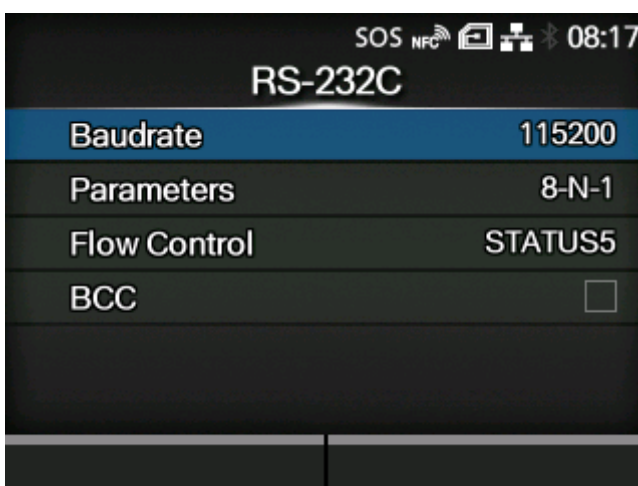 SOS NFC 08:17
RS-232C
Baudrate 115200
Parameters 8-N-1
Flow Control STATUS5
BCC